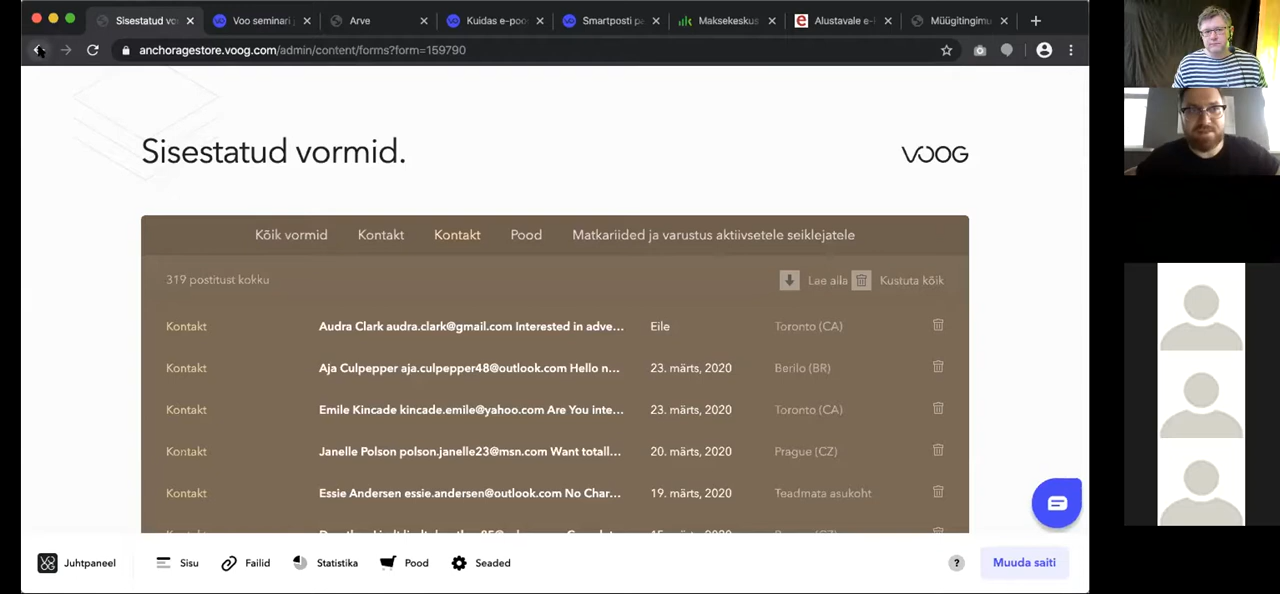 Sisestatud vo
Voo seminari
Arve
Kuidas e-poo
Smartposti pa
Maksekeskus
Alustavale e-
Müügitingimu
anchoragestore.voog.com/admin/content/forms?form=159790
Sisestatud vormid.
VOOG
Kõik vormid Kontakt Kontakt Pood Matkariided ja varustus aktiivsetele seiklejatele
319 postitust kokku Lae alla Kustuta kõik
Kontakt Audra Clark audra.clark@gmail.com Interested in adve... Eile Toronto (CA)
Kontakt Aja Culpepper aja.culpepper48@outlook.com Hello n... 23. märts, 2020 Berilo (BR)
Kontakt Emile Kincade kincade.emile@yahoo.com Are You inte... 23. märts, 2020 Toronto (CA)
Kontakt Janelle Polson polson.janelle23@msn.com Want totall... 20. märts, 2020 Prague (CZ)
Kontakt Essie Andersen essie.andersen@outlook.com No Char... 19. märts, 2020 Teadmata asukoht
Juhtpaneel Sisu Failid Statistika Pood Seaded ? Muuda saiti